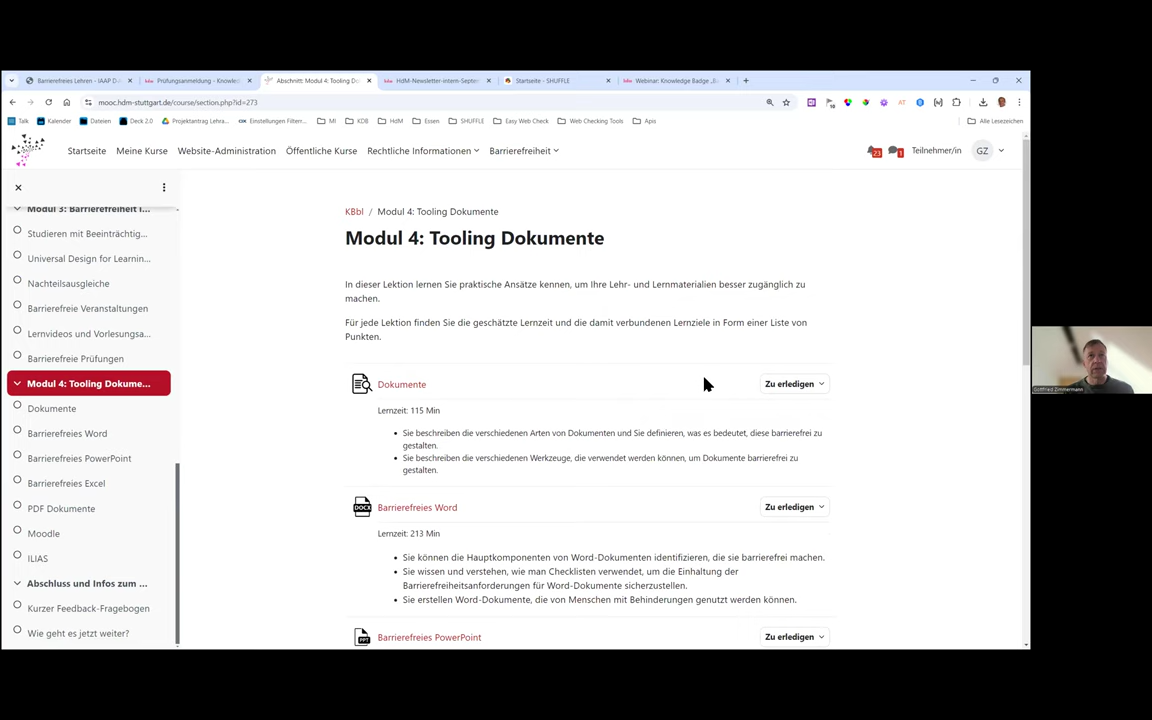 Barrierefreies Lehren - IAAP D-A
Prüfungsanmeldung - Knowled
Abschnitt: Modul 4: Tooling Do
HdM-Newsletter-intern-Septem
Startseite - SHUFFLE
Webinar: Knowledge Badge „Ba
mooc.hdm-stuttgart.de/course/section.php?id=273
Talk
Kalender
Dateien
Deck 2.0
Projektantrag Lehra...
Einstellungen Filterr...
MI
KDB
HdM
Essen
SHUFFLE
Easy Web Check
Web Checking Tools
Apis
Alle Lesezeichen
Startseite
Meine Kurse
Website-Administration
Öffentliche Kurse
Rechtliche Informationen
Barrierefreiheit
23
1
Teilnehmer/in
GZ
Modul 3: Barrierefreiheit i...
Studieren mit Beeinträchtig...
Universal Design for Learnin...
Nachteilsausgleiche
Barrierefreie Veranstaltungen
Lernvideos und Vorlesungsa...
Barrierefreie Prüfungen
Modul 4: Tooling Dokume...
Dokumente
Barrierefreies Word
Barrierefreies PowerPoint
Barrierefreies Excel
PDF Dokumente
Moodle
ILIAS
Abschluss und Infos zum ...
Kurzer Feedback-Fragebogen
Wie geht es jetzt weiter?
KBbl / Modul 4: Tooling Dokumente
Modul 4: Tooling Dokumente
In dieser Lektion lernen Sie praktische Ansätze kennen, um Ihre Lehr- und Lernmaterialien besser zugänglich zu
machen.
Für jede Lektion finden Sie die geschätzte Lernzeit und die damit verbundenen Lernziele in Form einer Liste von
Punkten.
Dokumente
Zu erledigen
Lernzeit: 115 Min
Sie beschreiben die verschiedenen Arten von Dokumenten und Sie definieren, was es bedeutet, diese barrierefrei zu
gestalten.
Sie beschreiben die verschiedenen Werkzeuge, die verwendet werden können, um Dokumente barrierefrei zu
gestalten.
DOCX
Barrierefreies Word
Zu erledigen
Lernzeit: 213 Min
Sie können die Hauptkomponenten von Word-Dokumenten identifizieren, die sie barrierefrei machen.
Sie wissen und verstehen, wie man Checklisten verwendet, um die Einhaltung der
Barrierefreiheitsanforderungen für Word-Dokumente sicherzustellen.
Sie erstellen Word-Dokumente, die von Menschen mit Behinderungen genutzt werden können.
PPT
Barrierefreies PowerPoint
Zu erledigen
Gottfried Zimmermann